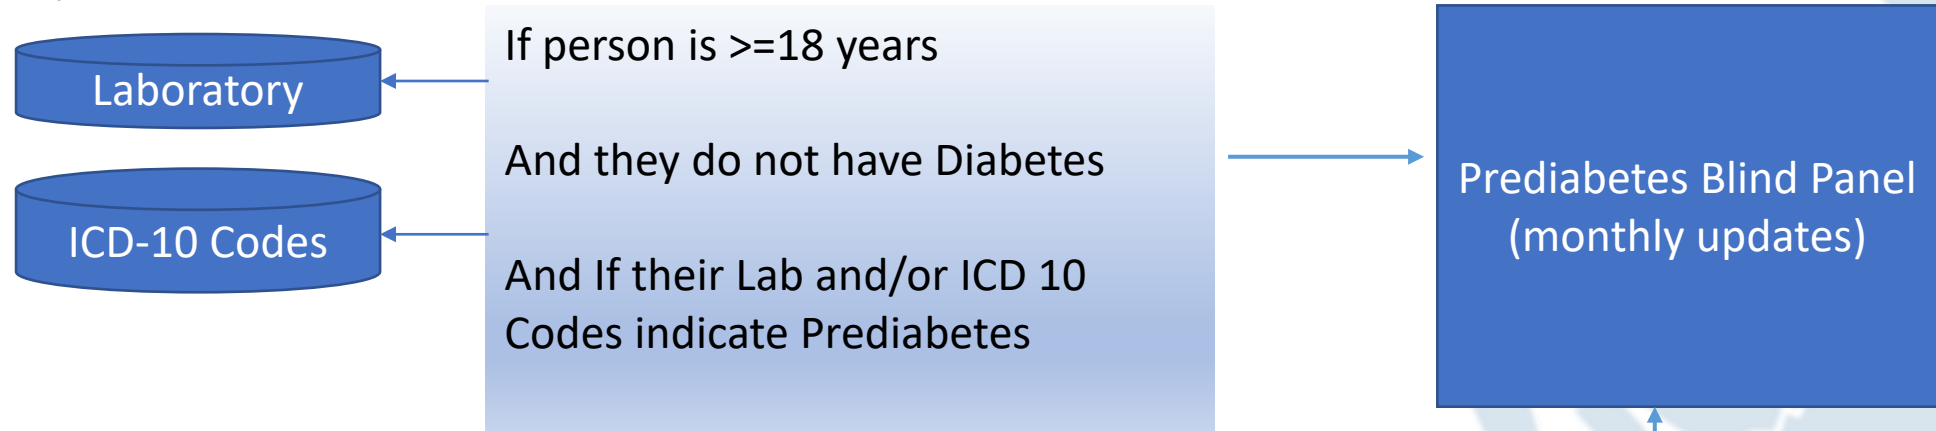 Laboratory
ICD-10 Codes
If person is >=18 years
And they do not have Diabetes
And If their Lab and/or ICD 10
Codes indicate Prediabetes
Prediabetes Blind Panel
(monthly updates)